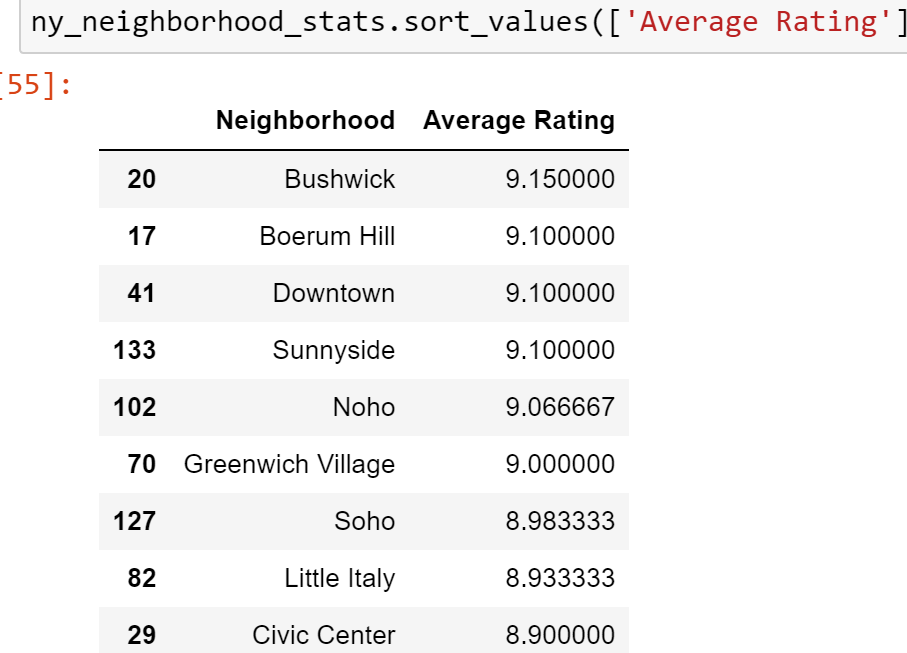 ny_neighborhood_stats.sort_values(['Average Rating']
[55]:
Neighborhood Average Rating
20 Bushwick 9.150000
17 Boerum Hill 9.100000
41 Downtown 9.100000
133 Sunnyside 9.100000
102 Noho 9.066667
70 Greenwich Village 9.000000
127 Soho 8.983333
82 Little Italy 8.933333
29 Civic Center 8.900000